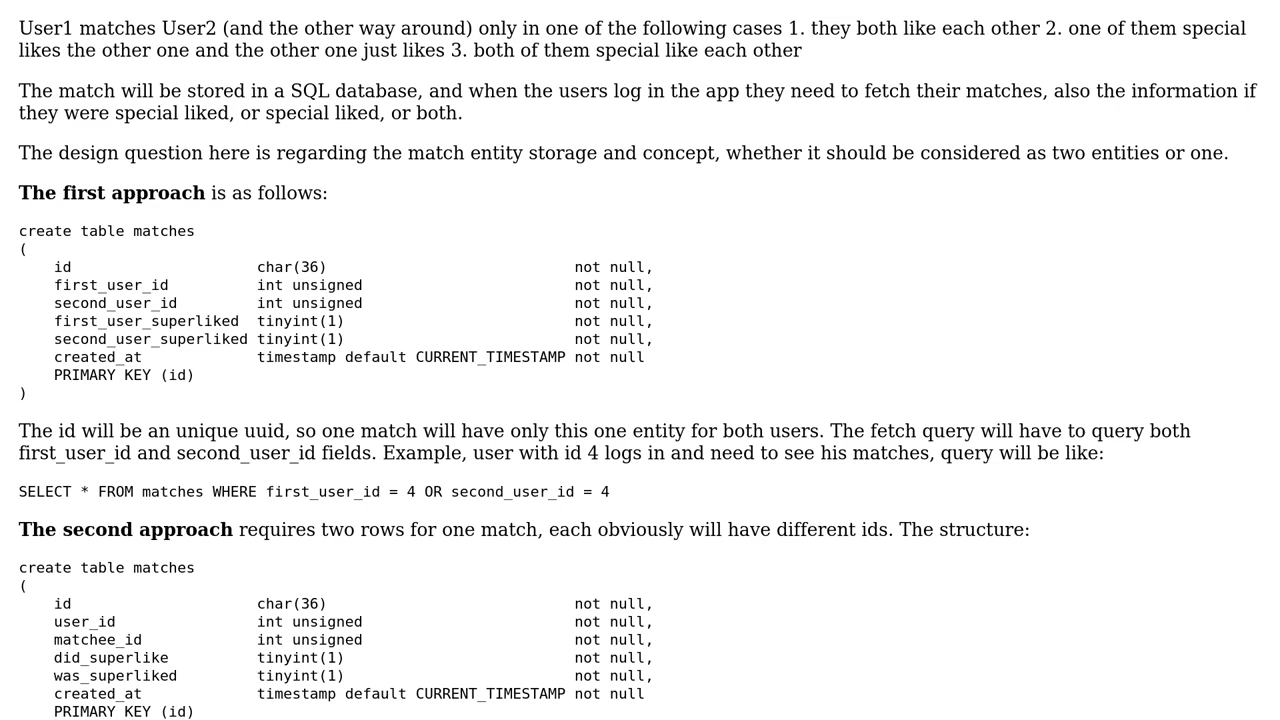 User1 matches User2 (and the other way around) only in one of the following cases 1. they both like each other 2. one of them special
likes the other one and the other one just likes 3. both of them special like each other
The match will be stored in a SQL database, and when the users log in the app they need to fetch their matches, also the information if
they were special liked, or special liked, or both.
The design question here is regarding the match entity storage and concept, whether it should be considered as two entities or one.
The first approach is as follows:
create table matches
(
    id                     char(36)                            not null,
    first_user_id          int unsigned                        not null,
    second_user_id         int unsigned                        not null,
    first_user_superliked  tinyint(1)                          not null,
    second_user_superliked tinyint(1)                          not null,
    created_at             timestamp default CURRENT_TIMESTAMP not null
    PRIMARY KEY (id)
)
The id will be an unique uuid, so one match will have only this one entity for both users. The fetch query will have to query both
first_user_id and second_user_id fields. Example, user with id 4 logs in and need to see his matches, query will be like:
SELECT * FROM matches WHERE first_user_id = 4 OR second_user_id = 4
The second approach requires two rows for one match, each obviously will have different ids. The structure:
create table matches
(
    id                     char(36)                            not null,
    user_id                int unsigned                        not null,
    matchee_id             int unsigned                        not null,
    did_superlike          tinyint(1)                          not null,
    was_superliked         tinyint(1)                          not null,
    created_at             timestamp default CURRENT_TIMESTAMP not null
    PRIMARY KEY (id)